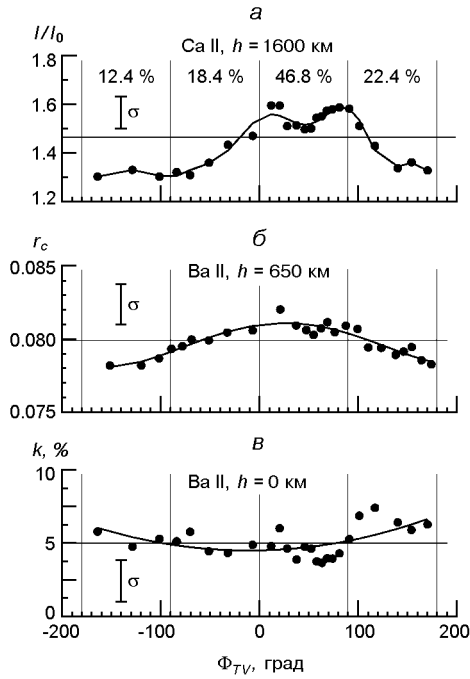 а
I/I₀
Ca II, h = 1600 км
1.8
12.4 % 18.4 % 46.8 % 22.4 %
1.6
σ
1.4
1.2
r_c
б
0.085
Ba II, h = 650 км
σ
0.080
0.075
k, %
в
10
Ba II, h = 0 км
5
σ
0
-200 -100 0 100 200
Φ_TV, град